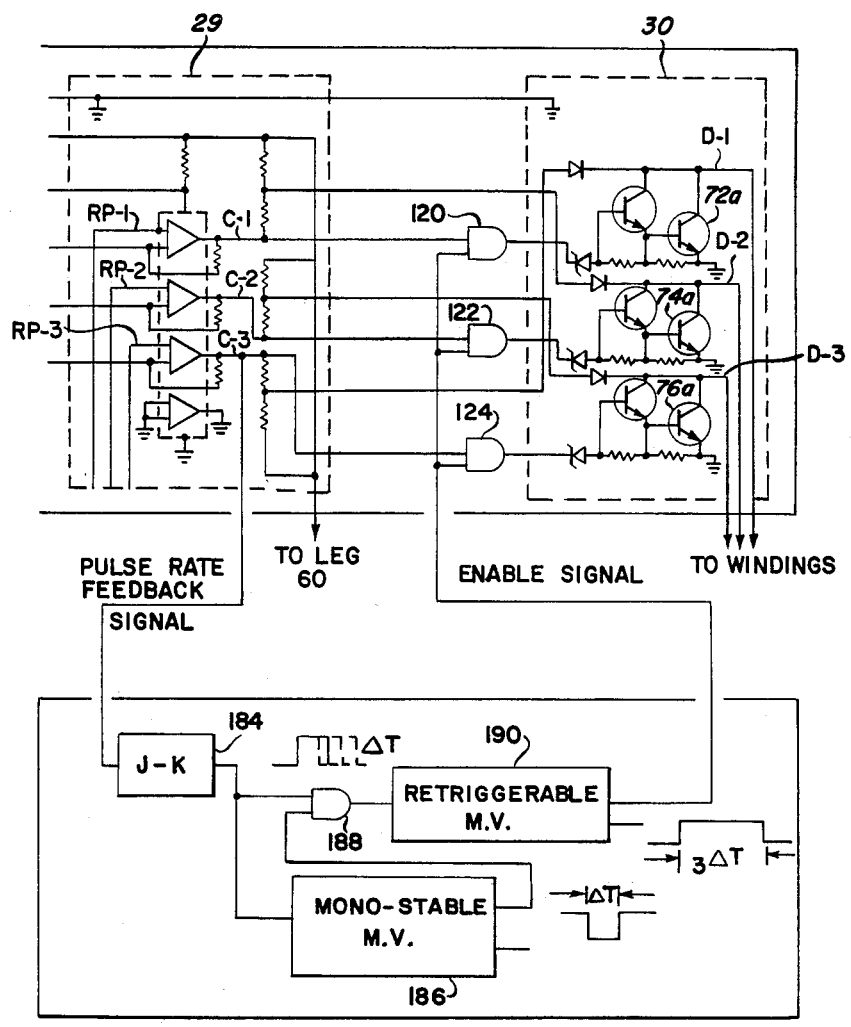 29
30
D-1
RP-1
C-1
120
72a
D-2
RP-2
C-2
122
74a
RP-3
C-3
D-3
124
76a
TO LEG
60
PULSE RATE
FEEDBACK
SIGNAL
ENABLE SIGNAL
TO WINDINGS
184
J-K
ΔT
190
RETRIGGERABLE
M.V.
188
3ΔT
MONO-STABLE
M.V.
ΔT
186